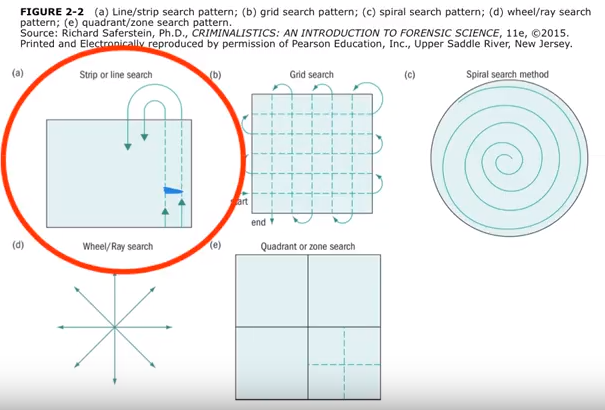 FIGURE 2-2 (a) Line/strip search pattern; (b) grid search pattern; (c) spiral search pattern; (d) wheel/ray search
pattern; (e) quadrant/zone search pattern.
Source: Richard Saferstein, Ph.D., CRIMINALISTICS: AN INTRODUCTION TO FORENSIC SCIENCE, 11e, ©2015.
Printed and Electronically reproduced by permission of Pearson Education, Inc., Upper Saddle River, New Jersey.
(a) Strip or line search
(b) Grid search
(c) Spiral search method
art
end
(d) Wheel/Ray search
(e) Quadrant or zone search